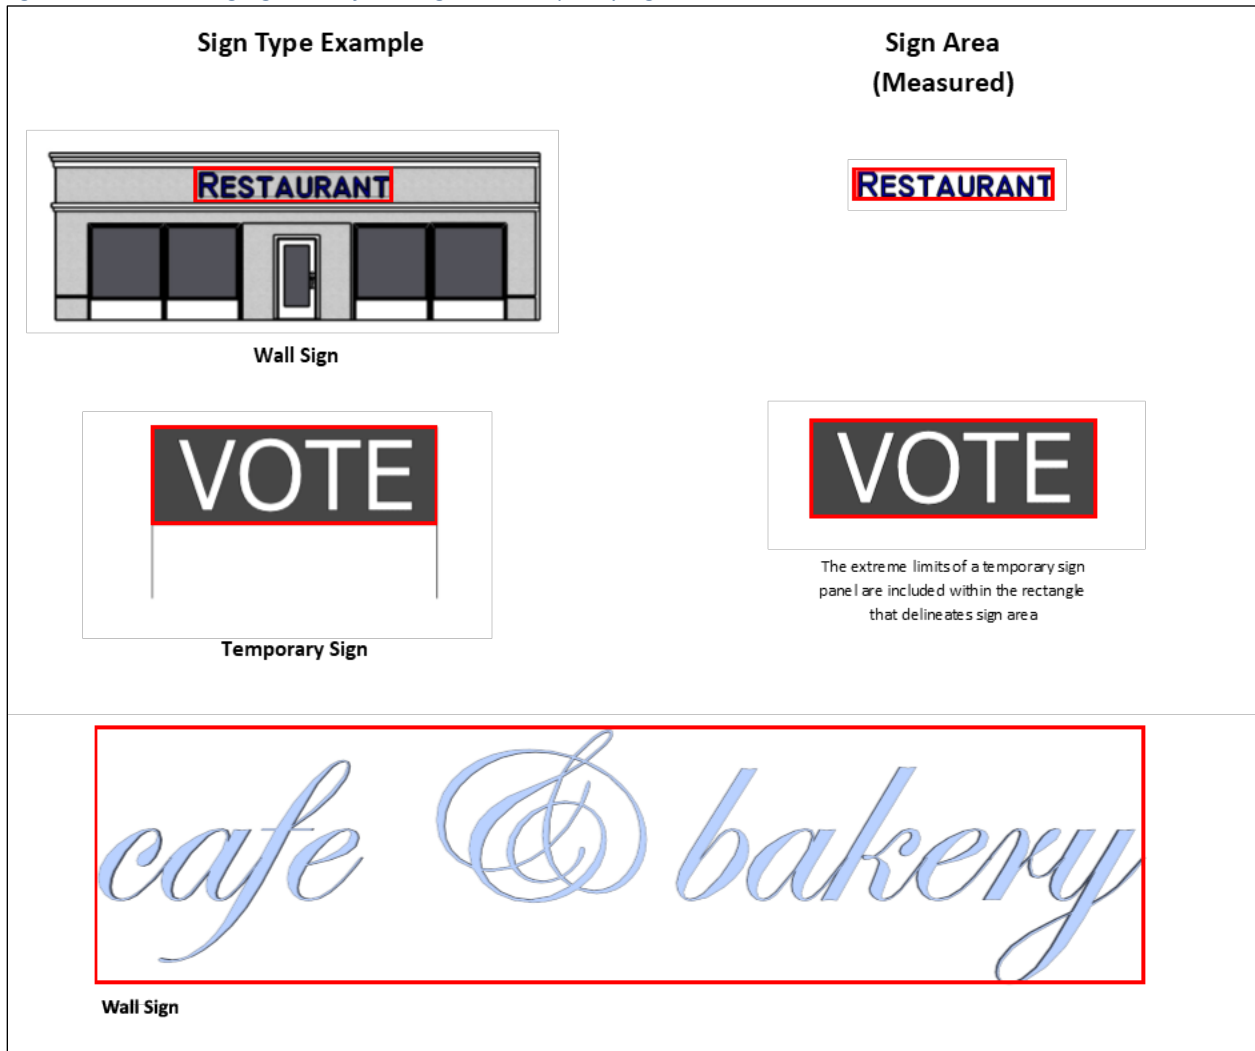 Sign Type Example
Sign Area
(Measured)
RESTAURANT
RESTAURANT
Wall Sign
VOTE
VOTE
The extreme limits of a temporary sign
panel are included within the rectangle
that delineates sign area
Temporary Sign
cafe & bakery
Wall Sign